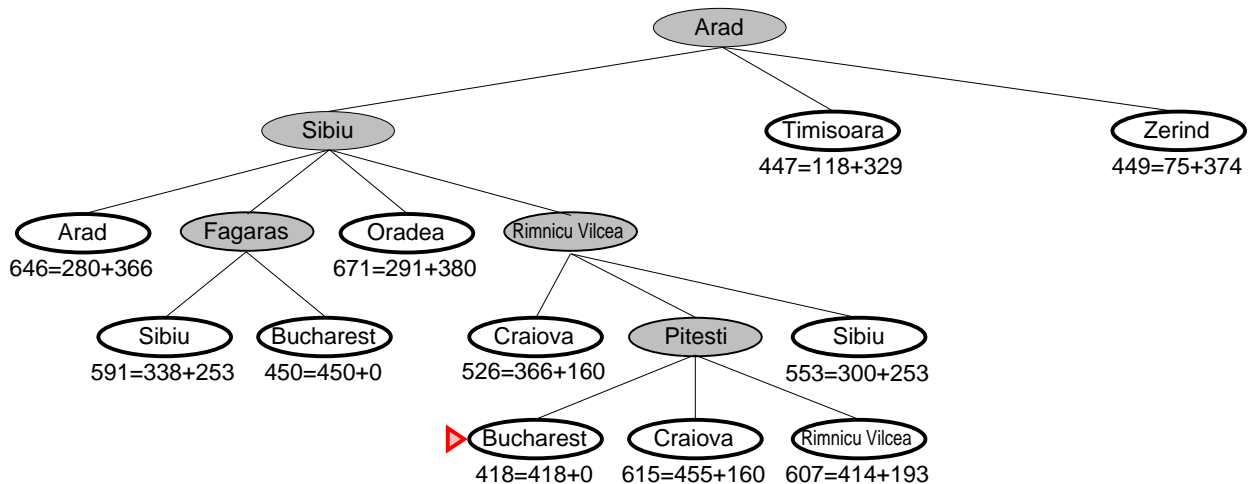 Arad
Sibiu Timisoara Zerind
447=118+329 449=75+374
Arad Fagaras Oradea Rimnicu Vilcea
646=280+366 671=291+380
Sibiu Bucharest Craiova Pitesti Sibiu
591=338+253 450=450+0 526=366+160 553=300+253
Bucharest Craiova Rimnicu Vilcea
418=418+0 615=455+160 607=414+193